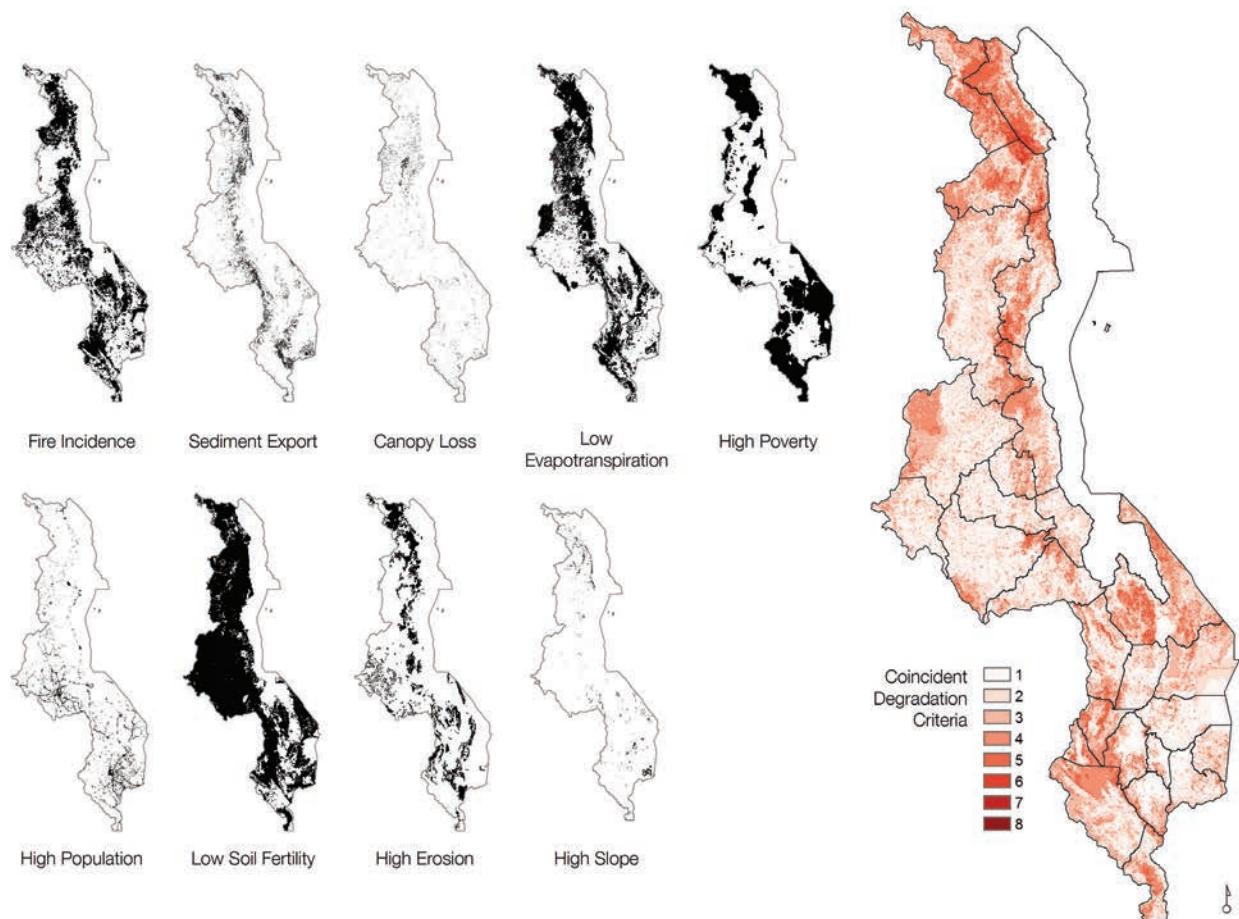 Fire Incidence
Sediment Export
Canopy Loss
Low
Evapotranspiration
High Poverty
High Population
Low Soil Fertility
High Erosion
High Slope
Coincident
Degradation
Criteria
1
2
3
4
5
6
7
8